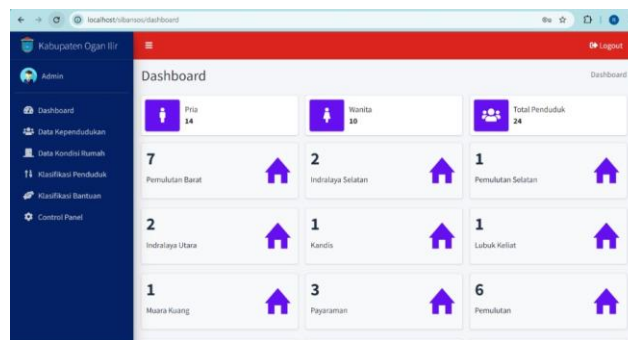 localhost/sibansos/dashboard
Kabupaten Ogan Ilir
Logout
Admin
Dashboard
Dashboard
Dashboard
Data Kependudukan
Data Kondisi Rumah
Klasifikasi Penduduk
Klasifikasi Bantuan
Control Panel
Pria
14
Wanita
10
Total Penduduk
24
7
Pemulutan Barat
2
Indralaya Selatan
1
Pemulutan Selatan
2
Indralaya Utara
1
Kandis
1
Lubuk Keliat
1
Muara Kuang
3
Payaraman
6
Pemulutan